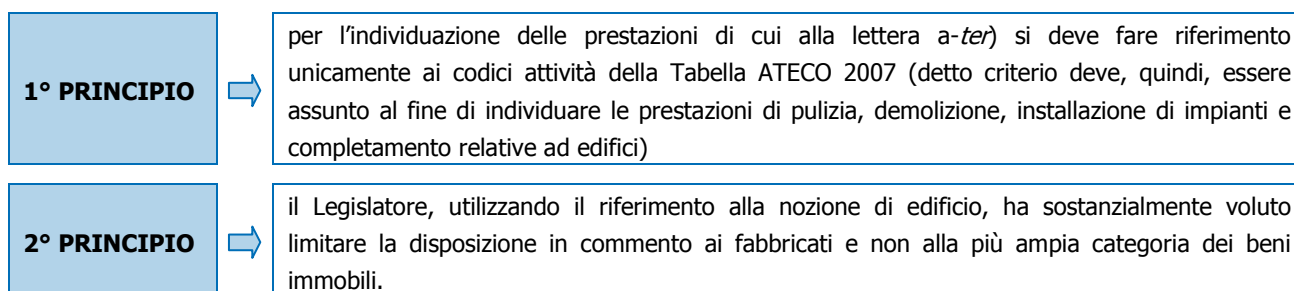 1° PRINCIPIO
per l'individuazione delle prestazioni di cui alla lettera a-ter) si deve fare riferimento
unicamente ai codici attività della Tabella ATECO 2007 (detto criterio deve, quindi, essere
assunto al fine di individuare le prestazioni di pulizia, demolizione, installazione di impianti e
completamento relative ad edifici)
2° PRINCIPIO
il Legislatore, utilizzando il riferimento alla nozione di edificio, ha sostanzialmente voluto
limitare la disposizione in commento ai fabbricati e non alla più ampia categoria dei beni
immobili.